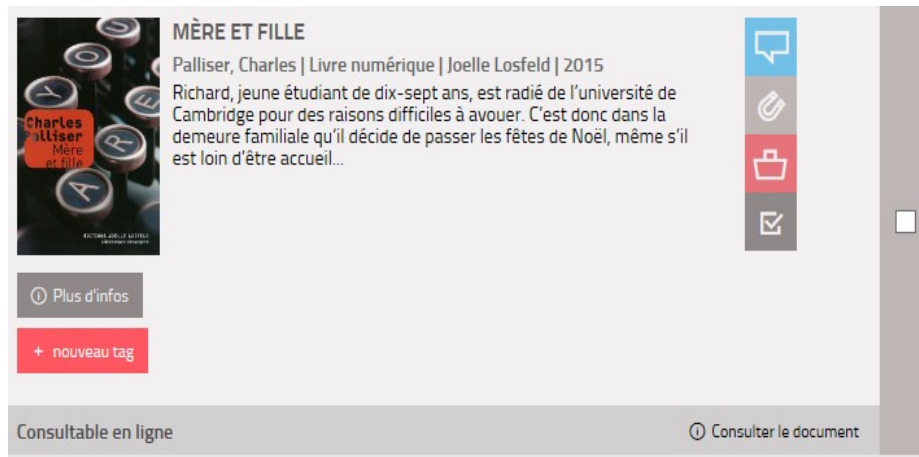 MÈRE ET FILLE
Palliser, Charles | Livre numérique | Joelle Losfeld | 2015
Richard, jeune étudiant de dix-sept ans, est radié de l'université de
Cambridge pour des raisons difficiles à avouer. C'est donc dans la
demeure familiale qu'il décide de passer les fêtes de Noël, même s'il
est loin d'être accueil...
Y O U
A R E
Charles
Palliser
Mère
et fille
ÉDITIONS JOËLLE LOSFELD
Plus d'infos
+ nouveau tag
Consultable en ligne
Consulter le document